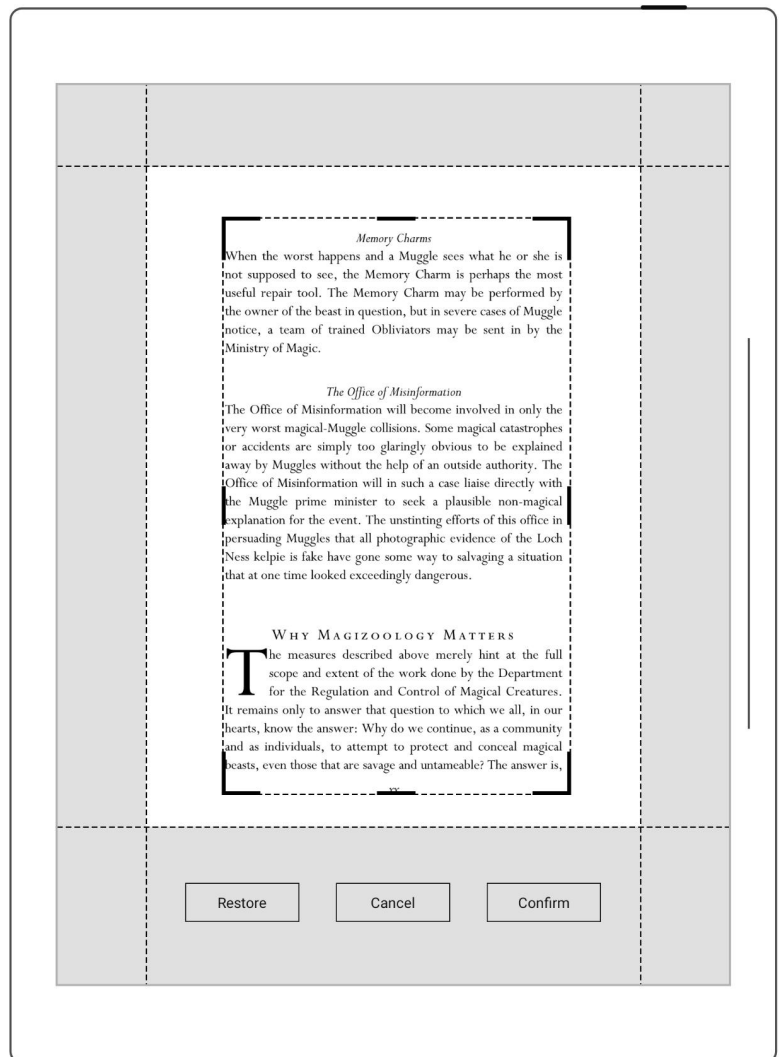 Memory Charms
When the worst happens and a Muggle sees what he or she is
not supposed to see, the Memory Charm is perhaps the most
useful repair tool. The Memory Charm may be performed by
the owner of the beast in question, but in severe cases of Muggle
notice, a team of trained Obliviators may be sent in by the
Ministry of Magic.
The Office of Misinformation
The Office of Misinformation will become involved in only the
very worst magical-Muggle collisions. Some magical catastrophes
or accidents are simply too glaringly obvious to be explained
away by Muggles without the help of an outside authority. The
Office of Misinformation will in such a case liaise directly with
the Muggle prime minister to seek a plausible non-magical
explanation for the event. The unstinting efforts of this office in
persuading Muggles that all photographic evidence of the Loch
Ness kelpie is fake have gone some way to salvaging a situation
that at one time looked exceedingly dangerous.
Why Magizoology Matters
The measures described above merely hint at the full
scope and extent of the work done by the Department
for the Regulation and Control of Magical Creatures.
It remains only to answer that question to which we all, in our
hearts, know the answer: Why do we continue, as a community
and as individuals, to attempt to protect and conceal magical
beasts, even those that are savage and untameable? The answer is,
Restore Cancel Confirm